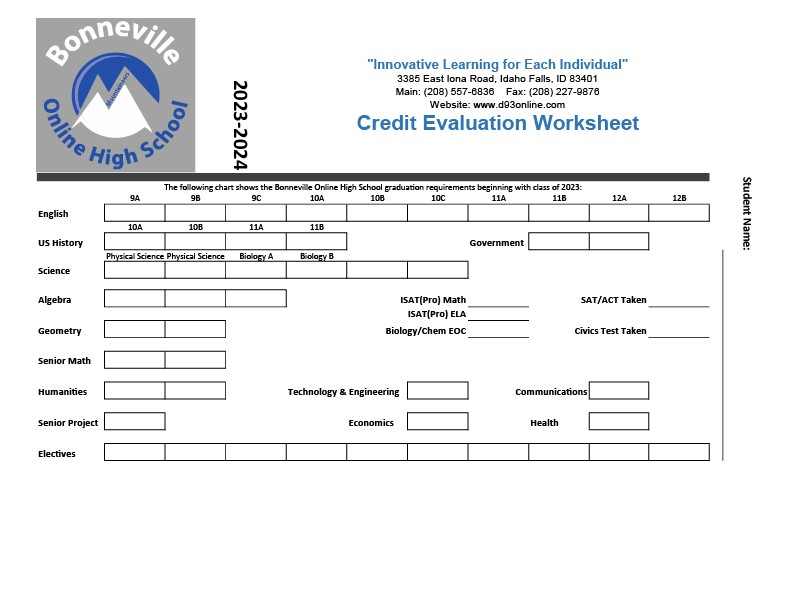 Bonneville
Mountaineers
Online High School
2023-2024
"Innovative Learning for Each Individual"
3385 East Iona Road, Idaho Falls, ID 83401
Main: (208) 557-6836 Fax: (208) 227-9876
Website: www.d93online.com
Credit Evaluation Worksheet
Student Name:
The following chart shows the Bonneville Online High School graduation requirements beginning with class of 2023:
9A 9B 9C 10A 10B 10C 11A 11B 12A 12B
English
10A 10B 11A 11B
US History Government
Physical Science Physical Science Biology A Biology B
Science
Algebra ISAT(Pro) Math SAT/ACT Taken
ISAT(Pro) ELA
Geometry Biology/Chem EOC Civics Test Taken
Senior Math
Humanities Technology & Engineering Communications
Senior Project Economics Health
Electives